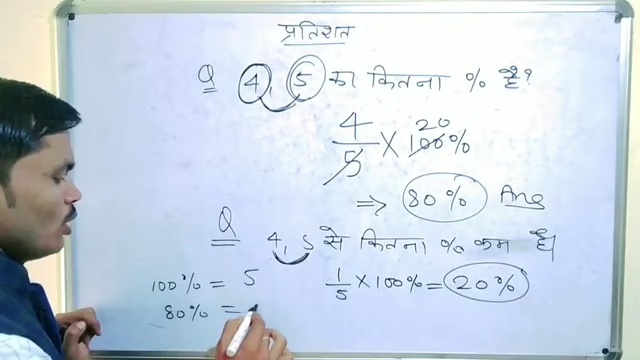 प्रतिशत
Q 4, 5 का कितना % है?
4/5 × 100% 20
⇒ 80% Ans
Q 4, 5 से कितना % कम है।
100% = 5
1/5 × 100% = 20%
80% =